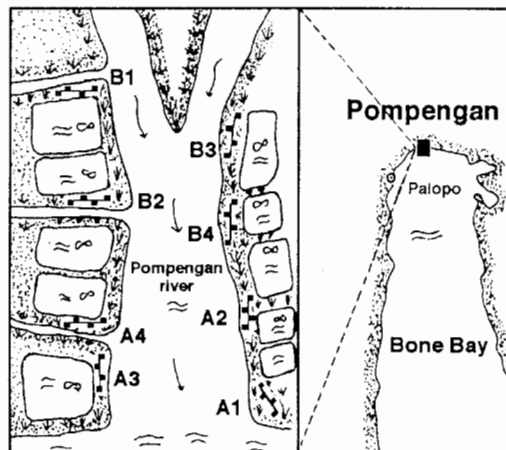 B1
B3
B2
B4
Pompengan
river
A2
A4
A3
A1
Pompengan
Palopo
Bone Bay